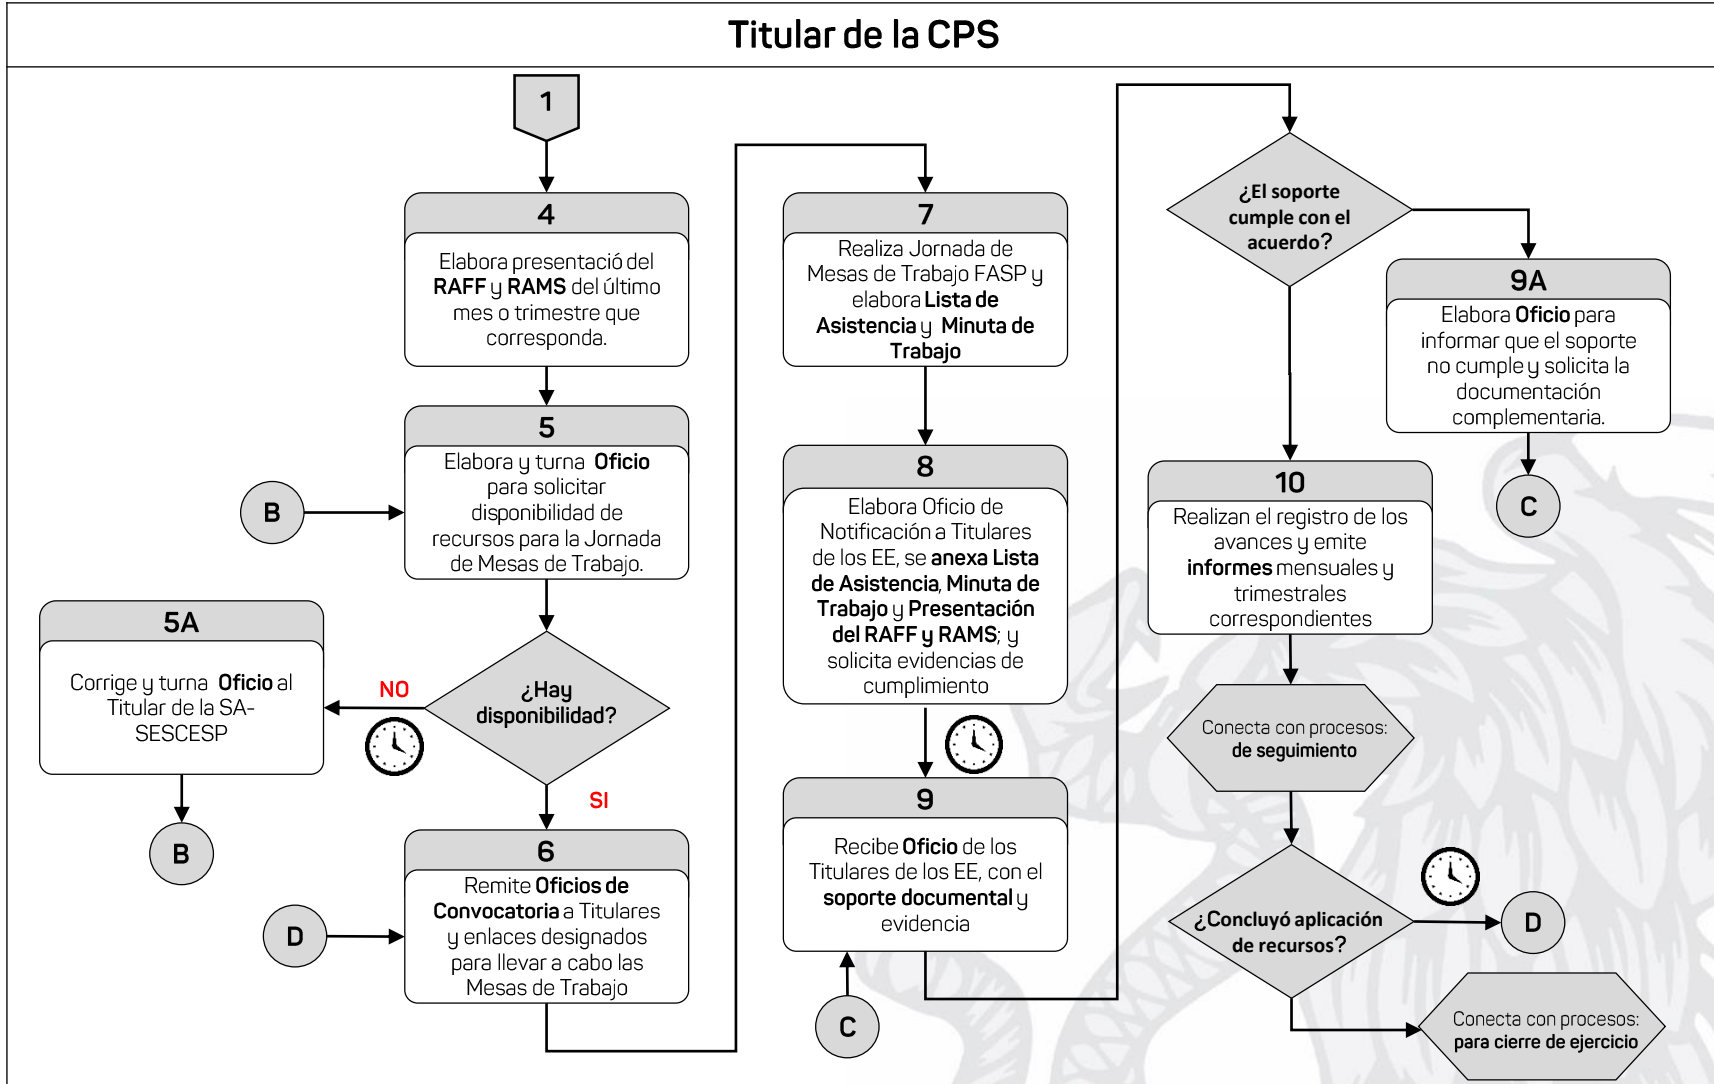 Titular de la CPS
1
4
Elabora presentació del
RAFF y RAMS del último
mes o trimestre que
corresponda.
5
Elabora y turna Oficio
para solicitar
disponibilidad de
recursos para la Jornada
de Mesas de Trabajo.
B
5A
Corrige y turna Oficio al
Titular de la SA-
SESCESP
B
NO
¿Hay
disponibilidad?
SI
6
Remite Oficios de
Convocatoria a Titulares
y enlaces designados
para llevar a cabo las
Mesas de Trabajo
D
7
Realiza Jornada de
Mesas de Trabajo FASP y
elabora Lista de
Asistencia y Minuta de
Trabajo
8
Elabora Oficio de
Notificación a Titulares
de los EE, se anexa Lista
de Asistencia, Minuta de
Trabajo y Presentación
del RAFF y RAMS; y
solicita evidencias de
cumplimiento
9
Recibe Oficio de los
Titulares de los EE, con el
soporte documental y
evidencia
C
¿El soporte
cumple con el
acuerdo?
9A
Elabora Oficio para
informar que el soporte
no cumple y solicita la
documentación
complementaria.
C
10
Realizan el registro de los
avances y emite
informes mensuales y
trimestrales
correspondientes
Conecta con procesos:
de seguimiento
¿Concluyó aplicación
de recursos?
D
Conecta con procesos:
para cierre de ejercicio